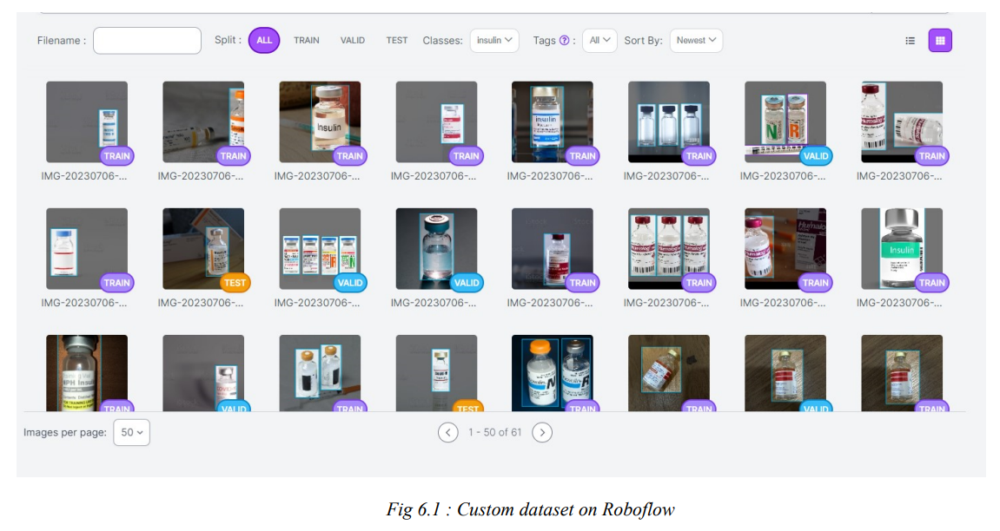 Filename :
Split : ALL TRAIN VALID TEST Classes: insulin Tags ? : All Sort By: Newest
insulin
Insulin
N R
Humalog
TRAIN TRAIN TRAIN TRAIN TRAIN TRAIN VALID TRAIN
IMG-20230706-... IMG-20230706-... IMG-20230706-... IMG-20230706-... IMG-20230706-... IMG-20230706-... IMG-20230706-... IMG-20230706-...
Humalog
Insulin
TRAIN TEST VALID VALID TRAIN TRAIN TRAIN TRAIN
IMG-20230706-... IMG-20230706-... IMG-20230706-... IMG-20230706-... IMG-20230706-... IMG-20230706-... IMG-20230706-... IMG-20230706-...
NPH Insul
N R
TRAIN VALID TRAIN TEST TRAIN TRAIN VALID TRAIN
Images per page: 50 1 - 50 of 61
Fig 6.1 : Custom dataset on Roboflow